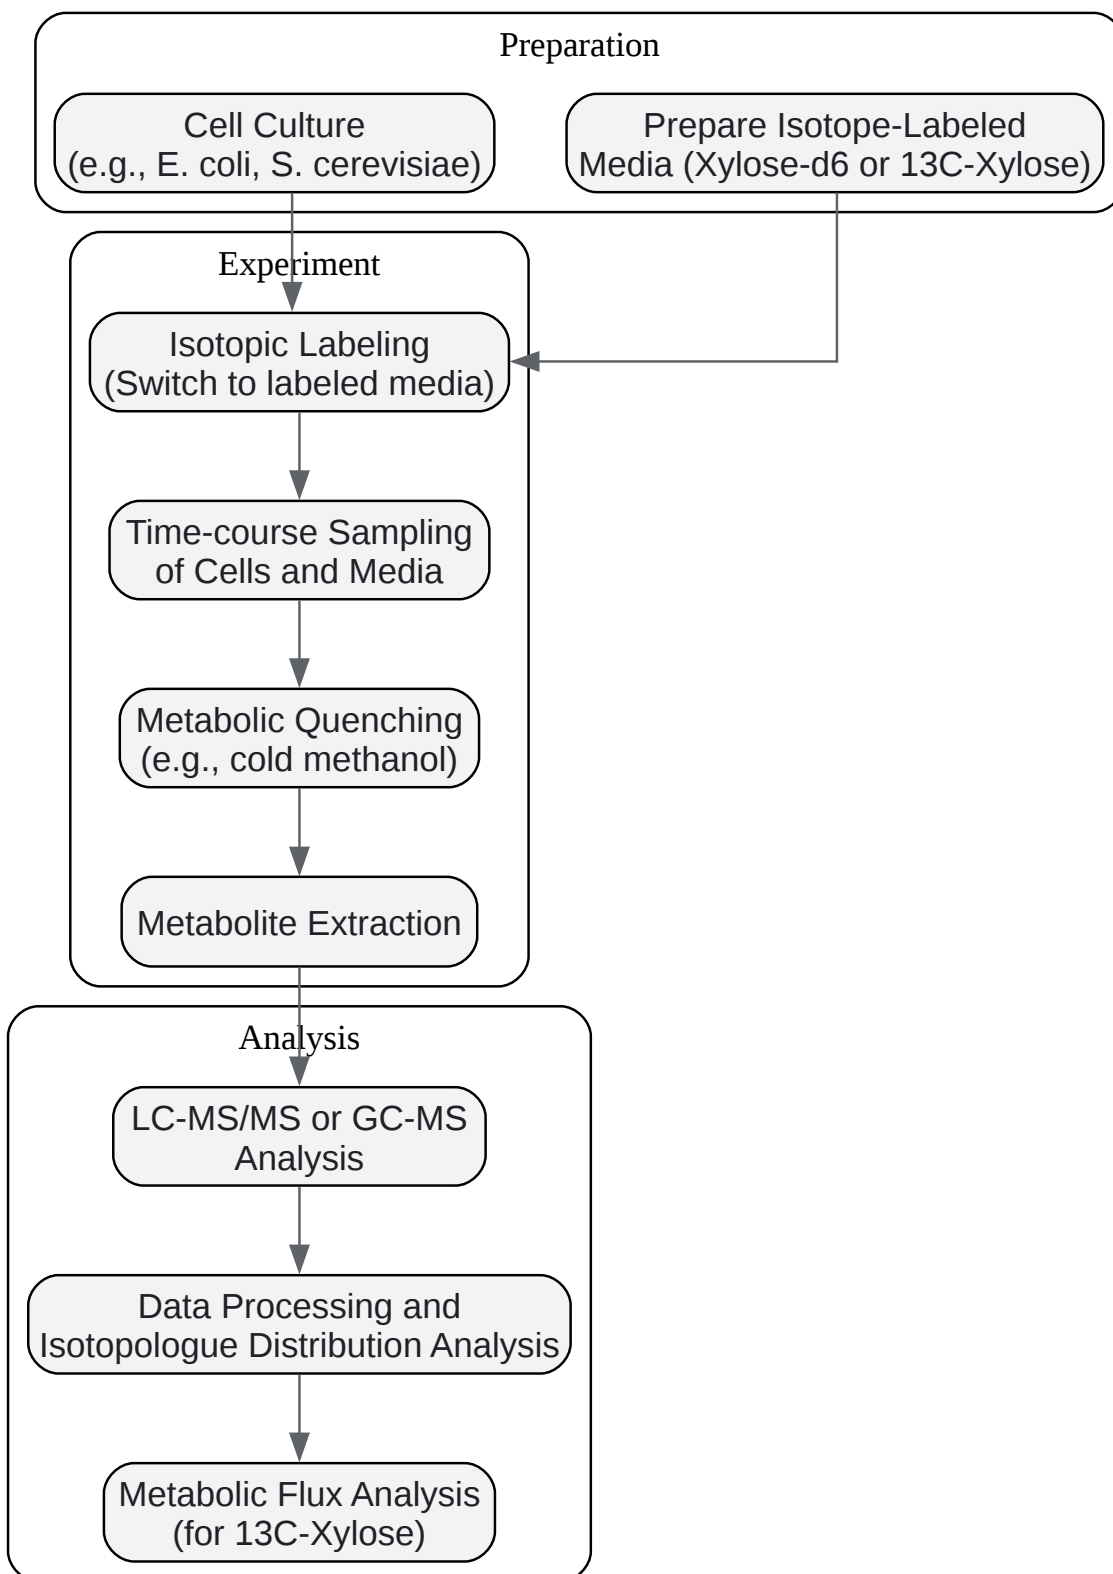 Preparation
Cell Culture
(e.g., E. coli, S. cerevisiae)
Prepare Isotope-Labeled
Media (Xylose-d6 or 13C-Xylose)
Experiment
Isotopic Labeling
(Switch to labeled media)
Time-course Sampling
of Cells and Media
Metabolic Quenching
(e.g., cold methanol)
Metabolite Extraction
Analysis
LC-MS/MS or GC-MS
Analysis
Data Processing and
Isotopologue Distribution Analysis
Metabolic Flux Analysis
(for 13C-Xylose)